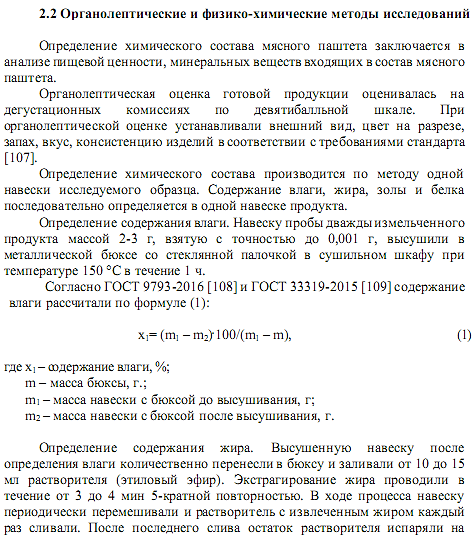 2.2 Органолептические и физико-химические методы исследований
Определение химического состава мясного паштета заключается в
анализе пищевой ценности, минеральных веществ входящих в состав мясного
паштета.
Органолептическая оценка готовой продукции оценивалась на
дегустационных комиссиях по девятибалльной шкале. При
органолептической оценке устанавливали внешний вид, цвет на разрезе,
запах, вкус, консистенцию изделий в соответствии с требованиями стандарта
[107].
Определение химического состава производится по методу одной
навески исследуемого образца. Содержание влаги, жира, золы и белка
последовательно определяется в одной навеске продукта.
Определение содержания влаги. Навеску пробы дважды измельченного
продукта массой 2-3 г, взятую с точностью до 0,001 г, высушили в
металлической бюксе со стеклянной палочкой в сушильном шкафу при
температуре 150 °С в течение 1 ч.
Согласно ГОСТ 9793-2016 [108] и ГОСТ 33319-2015 [109] содержание
влаги рассчитали по формуле (1):
x₁= (m₁ – m₂)·100/(m₁ – m), (1)
где x₁ – содержание влаги, %;
m – масса бюксы, г.;
m₁ – масса навески с бюксой до высушивания, г;
m₂ – масса навески с бюксой после высушивания, г.
Определение содержания жира. Высушенную навеску после
определения влаги количественно перенесли в бюксу и заливали от 10 до 15
мл растворителя (этиловый эфир). Экстрагирование жира проводили в
течение от 3 до 4 мин 5-кратной повторностью. В ходе процесса навеску
периодически перемешивали и растворитель с извлеченным жиром каждый
раз сливали. После последнего слива остаток растворителя испаряли на